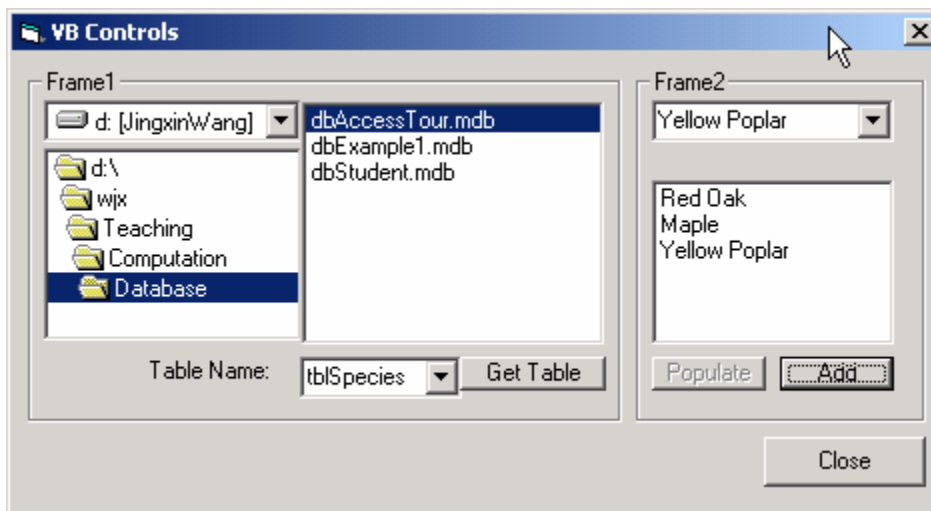 VB Controls
Frame1
d: [JingxinWang]
d:\
wjx
Teaching
Computation
Database
dbAccessTour.mdb
dbExample1.mdb
dbStudent.mdb
Table Name:
tblSpecies
Get Table
Frame2
Yellow Poplar
Red Oak
Maple
Yellow Poplar
Populate
Add
Close